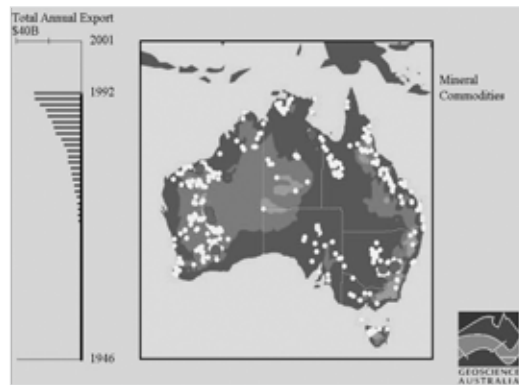 Total Annual Export
$40B
2001
1992
Mineral
Commodities
1946
GEOSCIENCE
AUSTRALIA